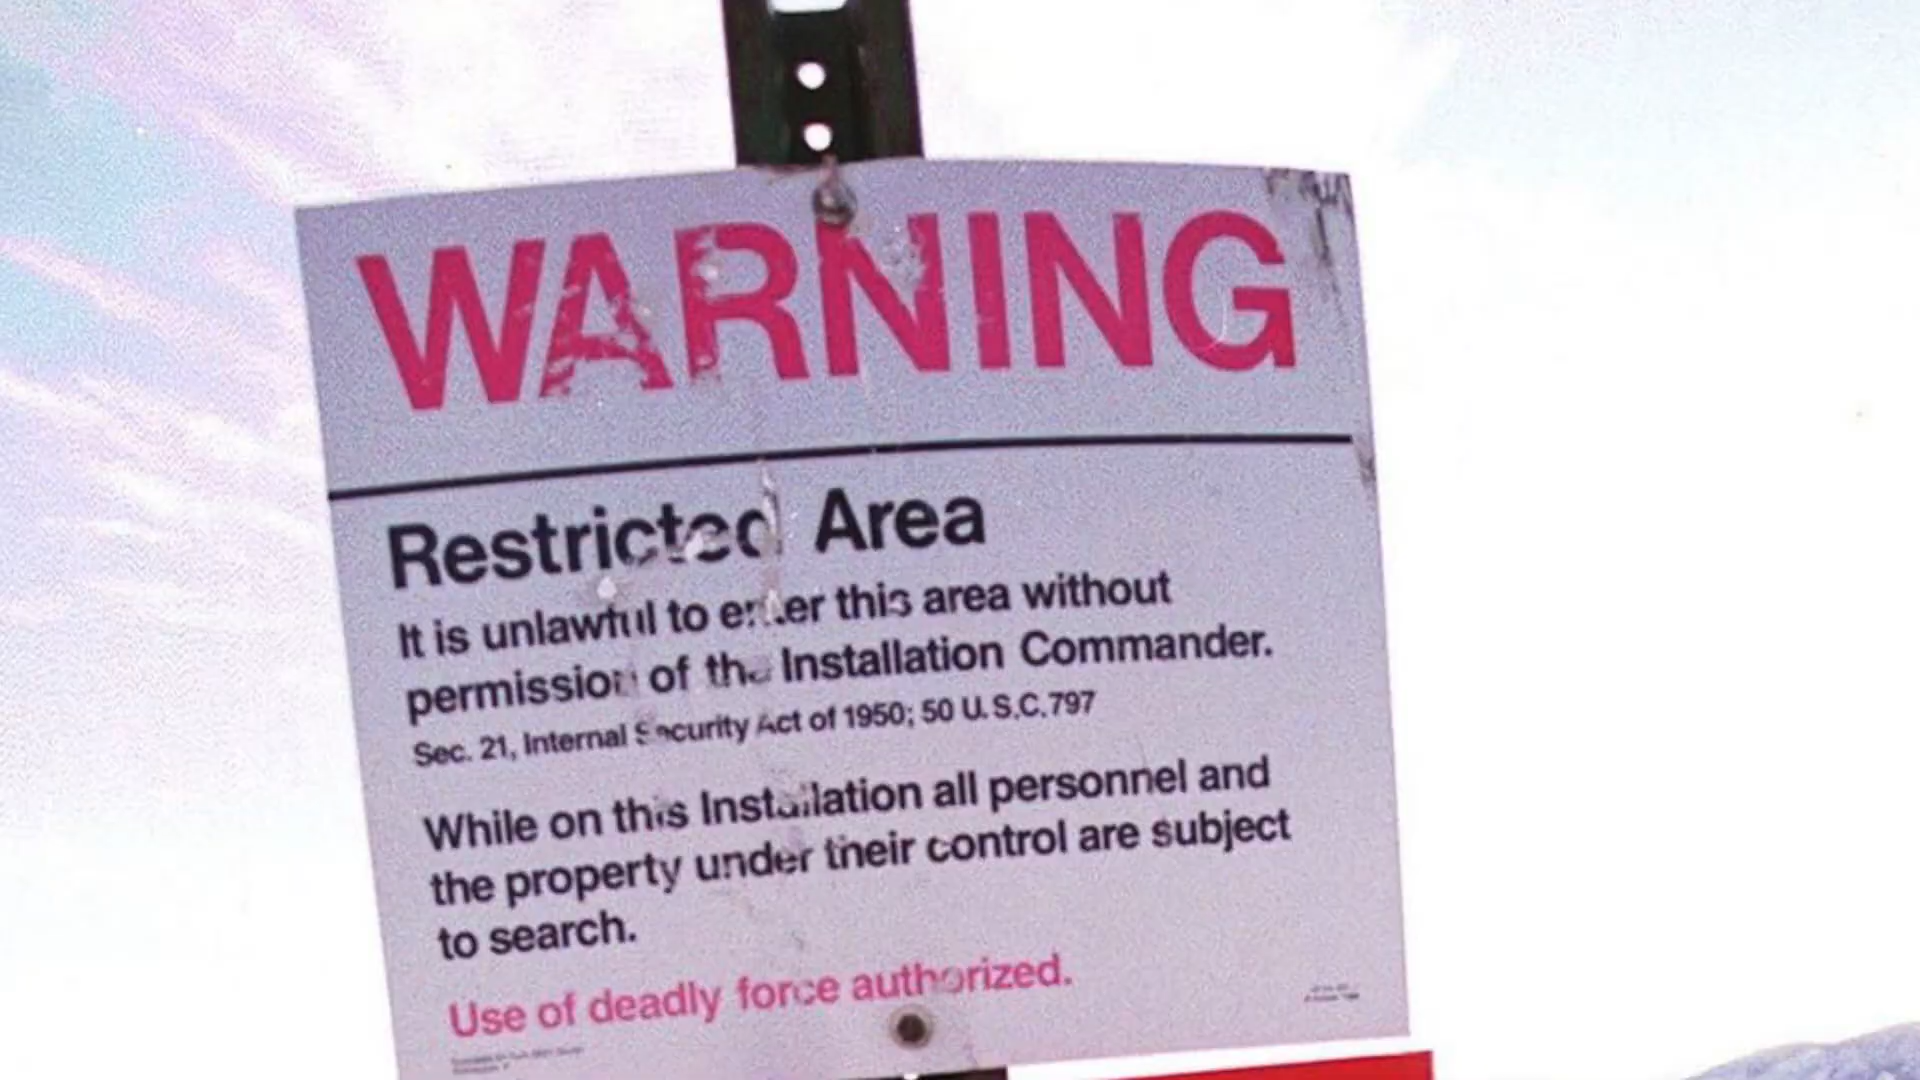 WARNING
Restricted Area
It is unlawful to enter this area without
permission of the Installation Commander.
Sec. 21, Internal Security Act of 1950; 50 U.S.C. 797
While on this Installation all personnel and
the property under their control are subject
to search.
Use of deadly force authorized.